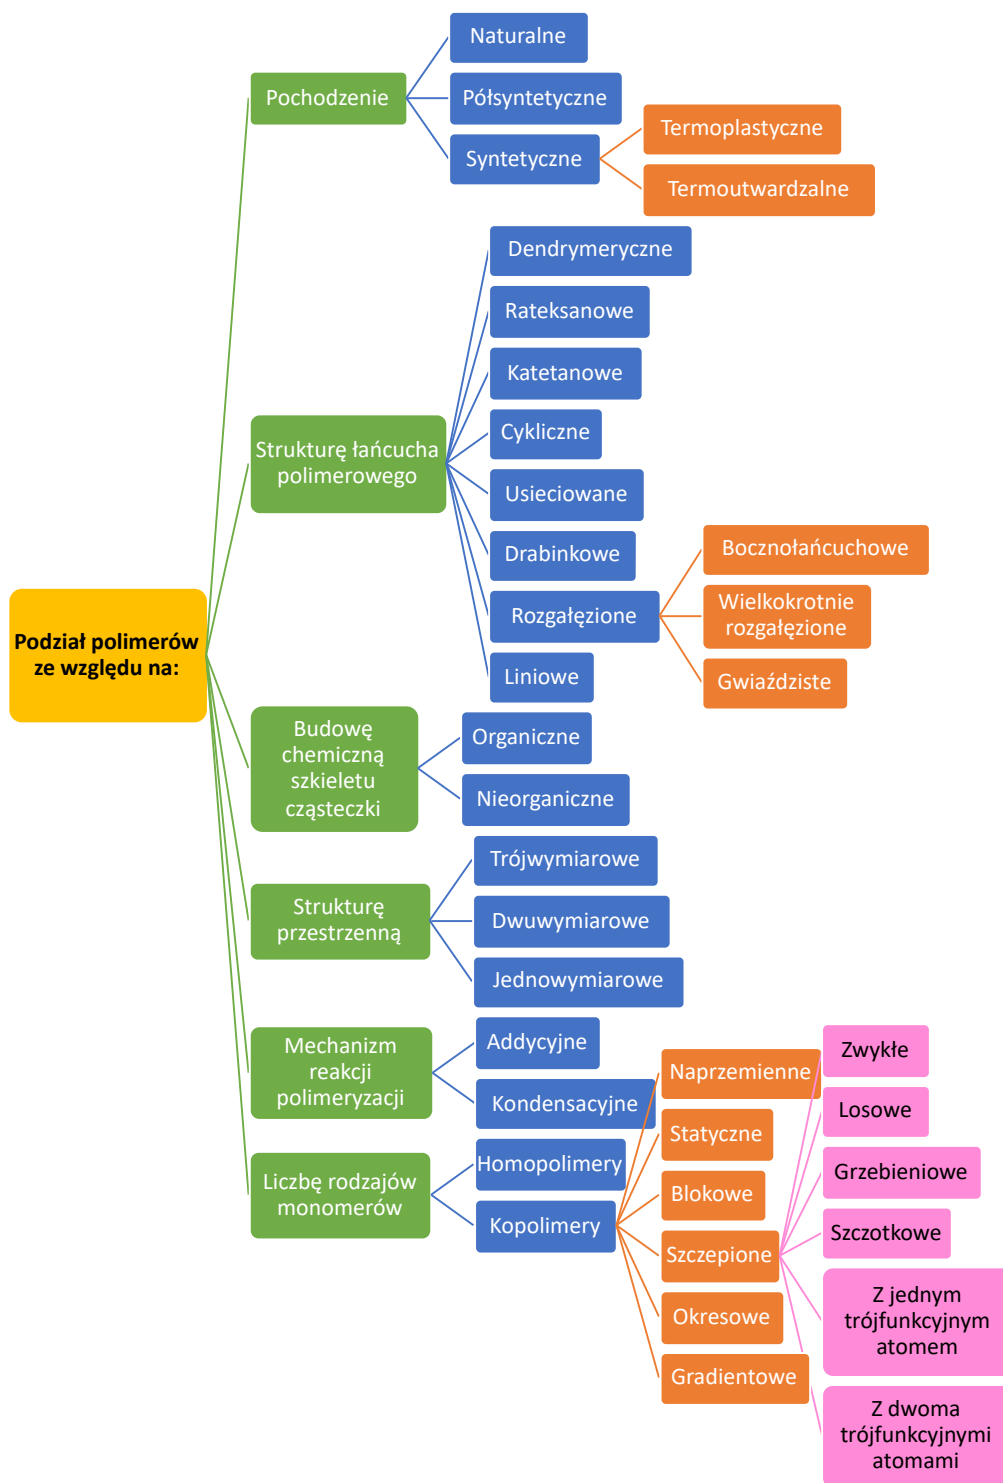 Podział polimerów
ze względu na:
Pochodzenie
Naturalne
Półsyntetyczne
Syntetyczne
Termoplastyczne
Termoutwardzalne
Strukturę łańcucha
polimerowego
Dendrymeryczne
Rateksanowe
Katetanowe
Cykliczne
Usieciowane
Drabinkowe
Rozgałęzione
Bocznołańcuchowe
Wielkokrotnie
rozgałęzione
Gwiaździste
Liniowe
Budowę
chemiczną
szkieletu
cząsteczki
Organiczne
Nieorganiczne
Strukturę
przestrzenną
Trójwymiarowe
Dwuwymiarowe
Jednowymiarowe
Mechanizm
reakcji
polimeryzacji
Addycyjne
Kondensacyjne
Liczbę rodzajów
monomerów
Homopolimery
Kopolimery
Naprzemienne
Statyczne
Blokowe
Szczepione
Zwykłe
Losowe
Grzebieniowe
Szczotkowe
Z jednym
trójfunkcyjnym
atomem
Z dwoma
trójfunkcyjnymi
atomami
Okresowe
Gradientowe